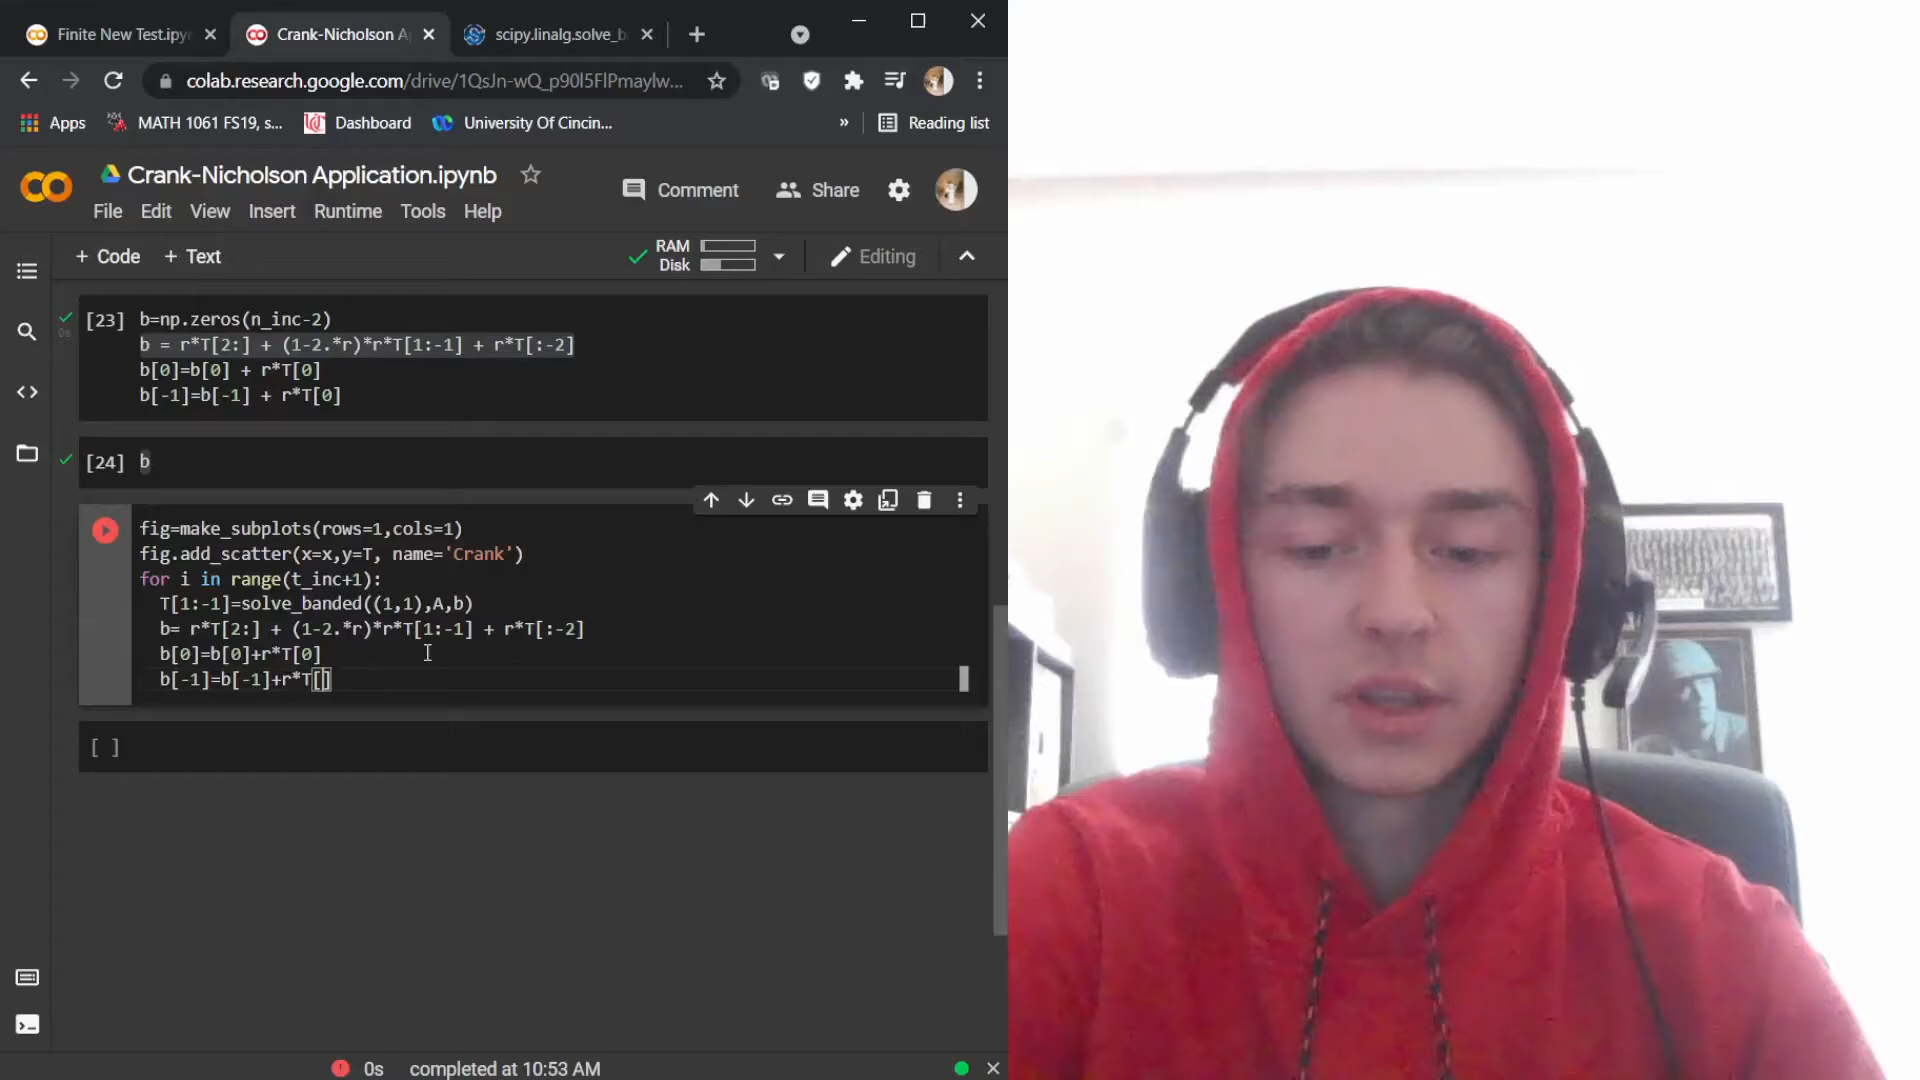 Finite New Test.ipyn
Crank-Nicholson A
scipy.linalg.solve_b
colab.research.google.com/drive/1QsJn-wQ_p90l5FlPmaylw...
Apps
MATH 1061 FS19, s...
Dashboard
University Of Cincin...
»
Reading list
Crank-Nicholson Application.ipynb
Comment
Share
File Edit View Insert Runtime Tools Help
+ Code + Text
RAM
Disk
Editing
[23] b=np.zeros(n_inc-2)
b = r*T[2:] + (1-2.*r)*r*T[1:-1] + r*T[:-2]
b[0]=b[0] + r*T[0]
b[-1]=b[-1] + r*T[0]
[24] b
fig=make_subplots(rows=1,cols=1)
fig.add_scatter(x=x,y=T, name='Crank')
for i in range(t_inc+1):
T[1:-1]=solve_banded((1,1),A,b)
b= r*T[2:] + (1-2.*r)*r*T[1:-1] + r*T[:-2]
b[0]=b[0]+r*T[0]
b[-1]=b[-1]+r*T[]
[ ]
0s completed at 10:53 AM